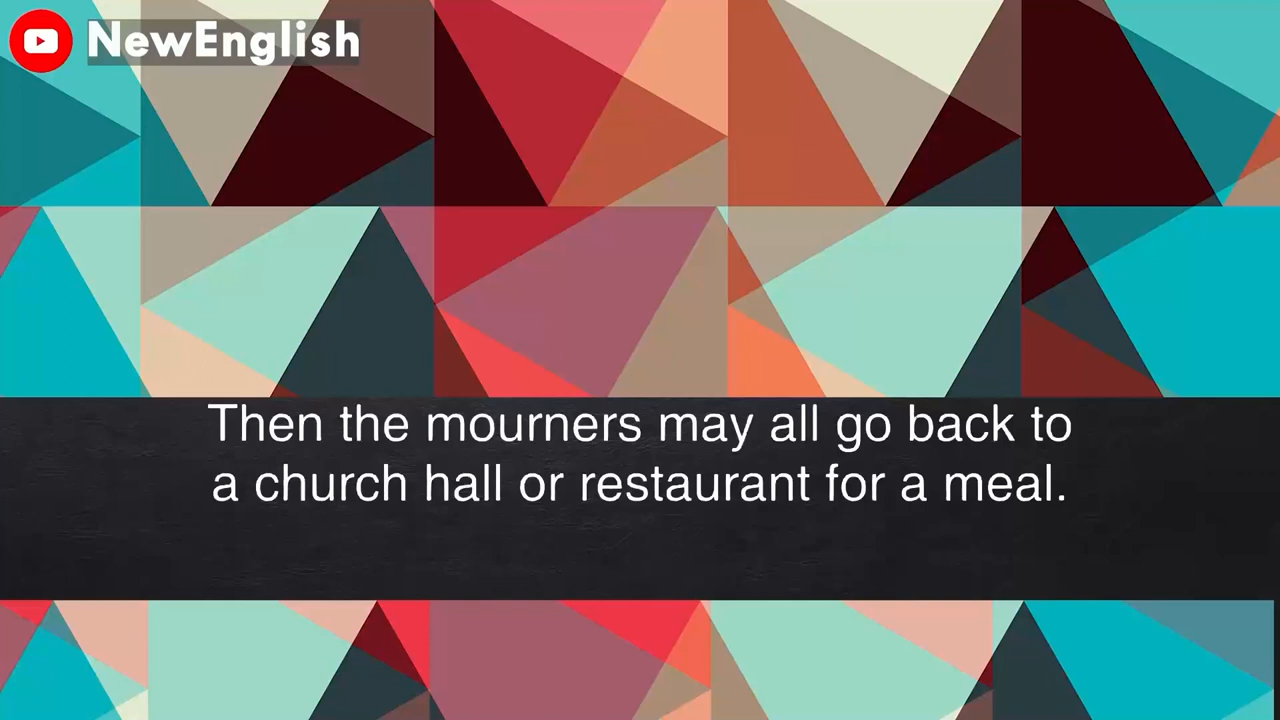 NewEnglish
Then the mourners may all go back to
a church hall or restaurant for a meal.